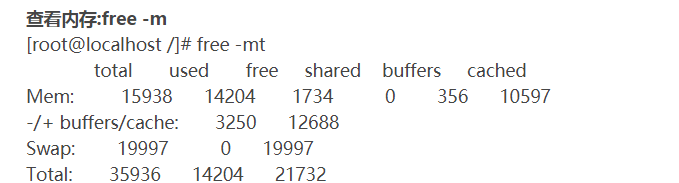 查看内存:free -m
[root@localhost /]# free -mt
total used free shared buffers cached
Mem: 15938 14204 1734 0 356 10597
-/+ buffers/cache: 3250 12688
Swap: 19997 0 19997
Total: 35936 14204 21732